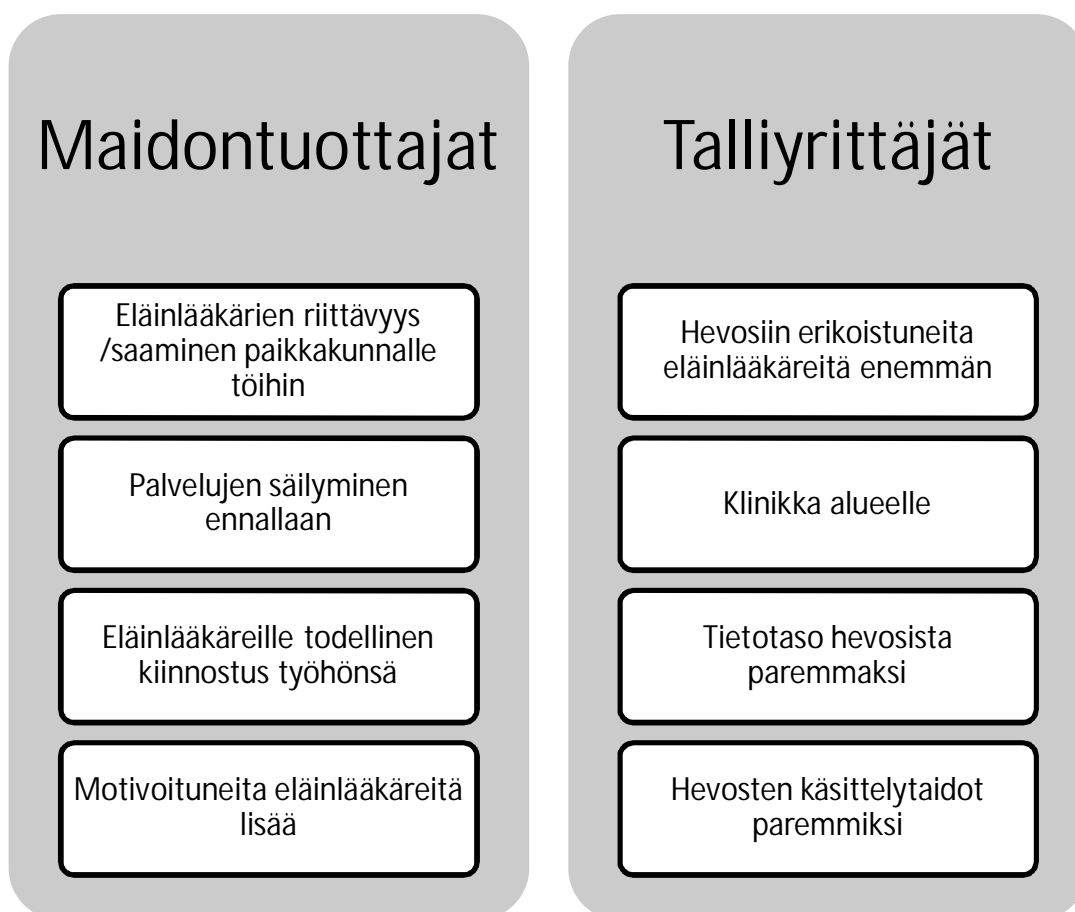 Maidontuottajat
Eläinlääkärien riittävyys
/saaminen paikkakunnalle
töihin
Palvelujen säilyminen
ennallaan
Eläinlääkäreille todellinen
kiinnostus työhönsä
Motivoituneita eläinlääkäreitä
lisää
Talliyrittäjät
Hevosiin erikoistuneita
eläinlääkäreitä enemmän
Klinikka alueelle
Tietotaso hevosista
paremmaksi
Hevosten käsittelytaidot
paremmiksi